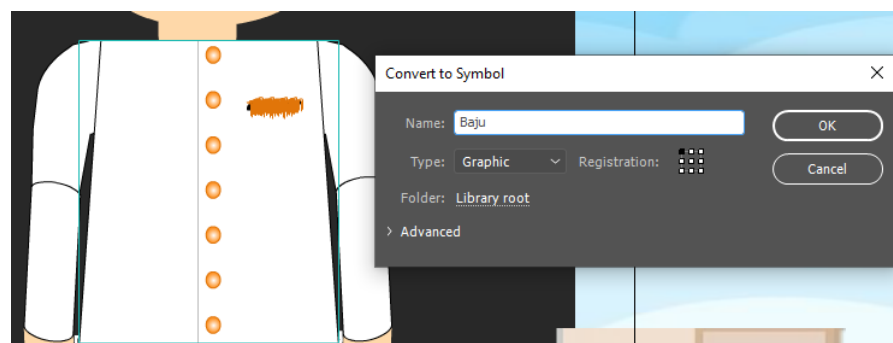 Convert to Symbol
Name: Baju
OK
Type: Graphic
Registration:
Cancel
Folder: Library root
Advanced